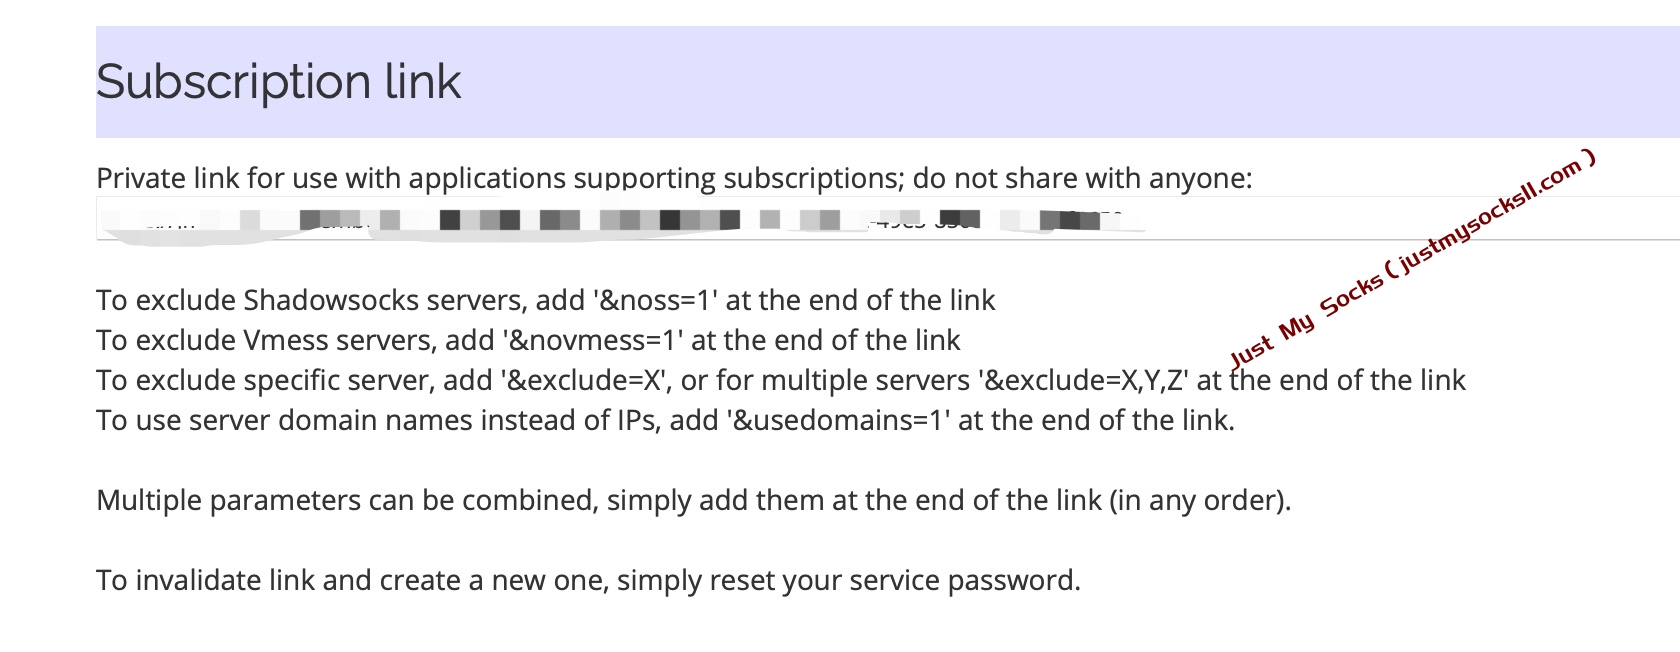 Subscription link
Private link for use with applications supporting subscriptions; do not share with anyone:
To exclude Shadowsocks servers, add '&noss=1' at the end of the link
To exclude Vmess servers, add '&novmess=1' at the end of the link
To exclude specific server, add '&exclude=X', or for multiple servers '&exclude=X,Y,Z' at the end of the link
To use server domain names instead of IPs, add '&usedomains=1' at the end of the link.
Multiple parameters can be combined, simply add them at the end of the link (in any order).
To invalidate link and create a new one, simply reset your service password.
Just My Socks ( justmysocksll.com )